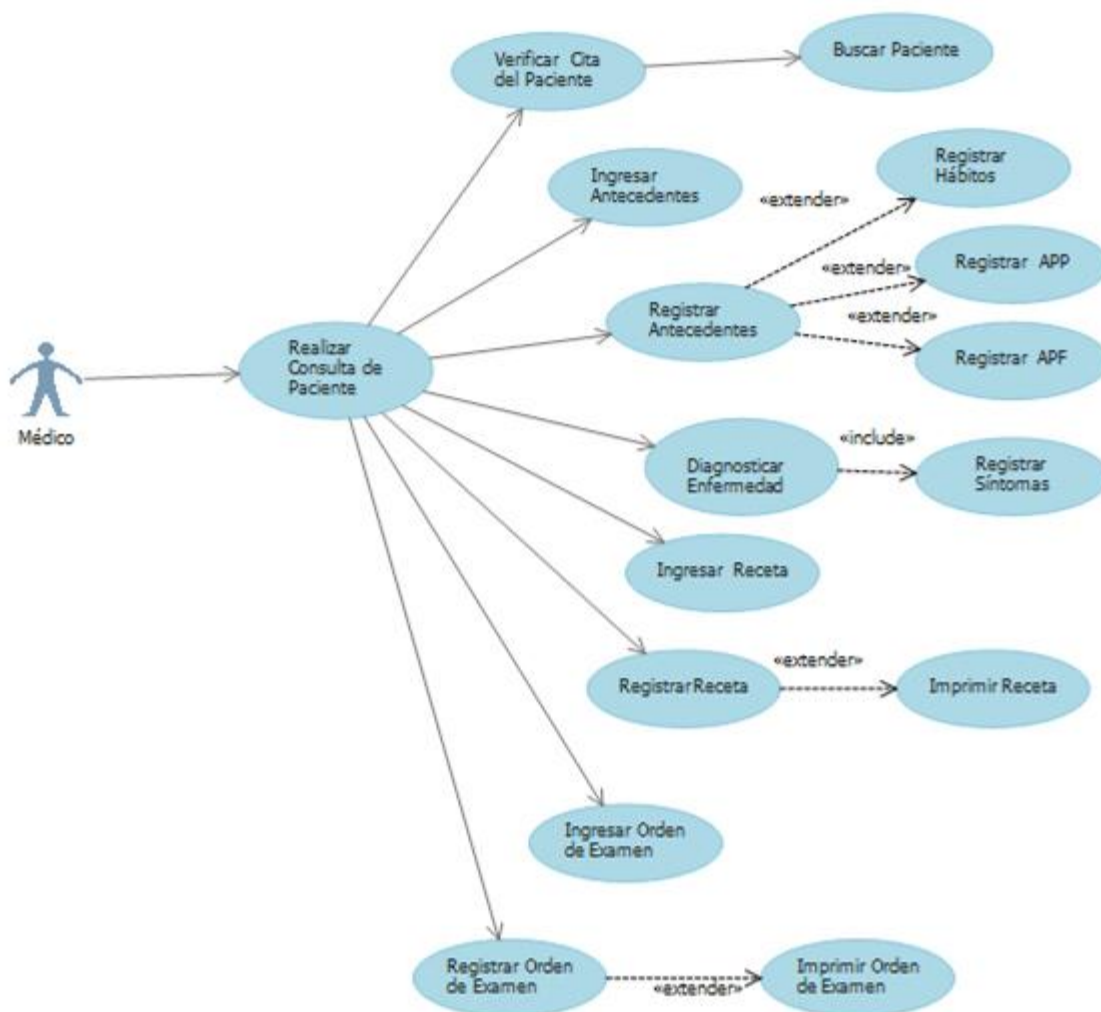 Verificar Cita
del Paciente
Buscar Paciente
Ingresar
Antecedentes
«extender»
Registrar
Hábitos
Registrar
Antecedentes
«extender»
Registrar APP
«extender»
Registrar APF
Realizar
Consulta de
Paciente
Médico
Diagnosticar
Enfermedad
«include»
Registrar
Síntomas
Ingresar Receta
Registrar Receta
«extender»
Imprimir Receta
Ingresar Orden
de Examen
Registrar Orden
de Examen
«extender»
Imprimir Orden
de Examen